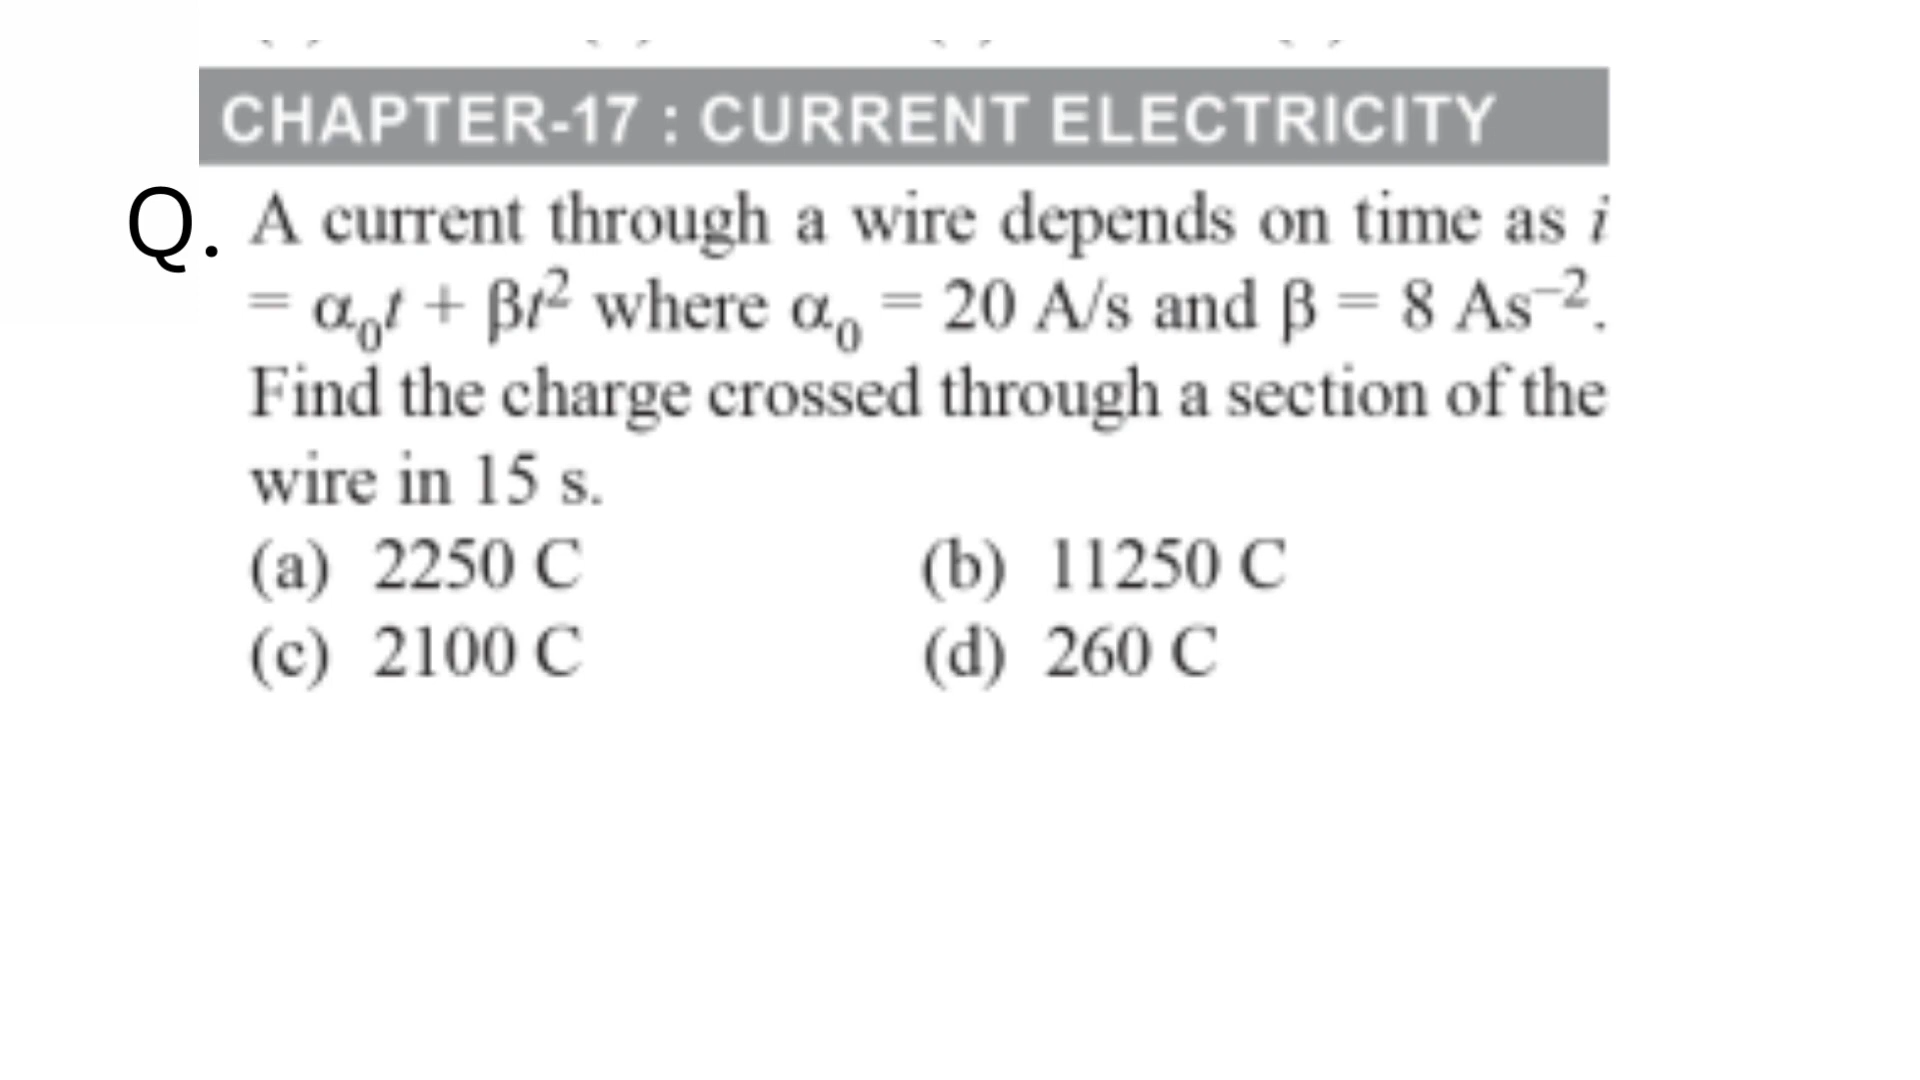 CHAPTER-17 : CURRENT ELECTRICITY
Q. A current through a wire depends on time as i
= α₀t + βt² where α₀ = 20 A/s and β = 8 As⁻².
Find the charge crossed through a section of the
wire in 15 s.
(a) 2250 C (b) 11250 C
(c) 2100 C (d) 260 C